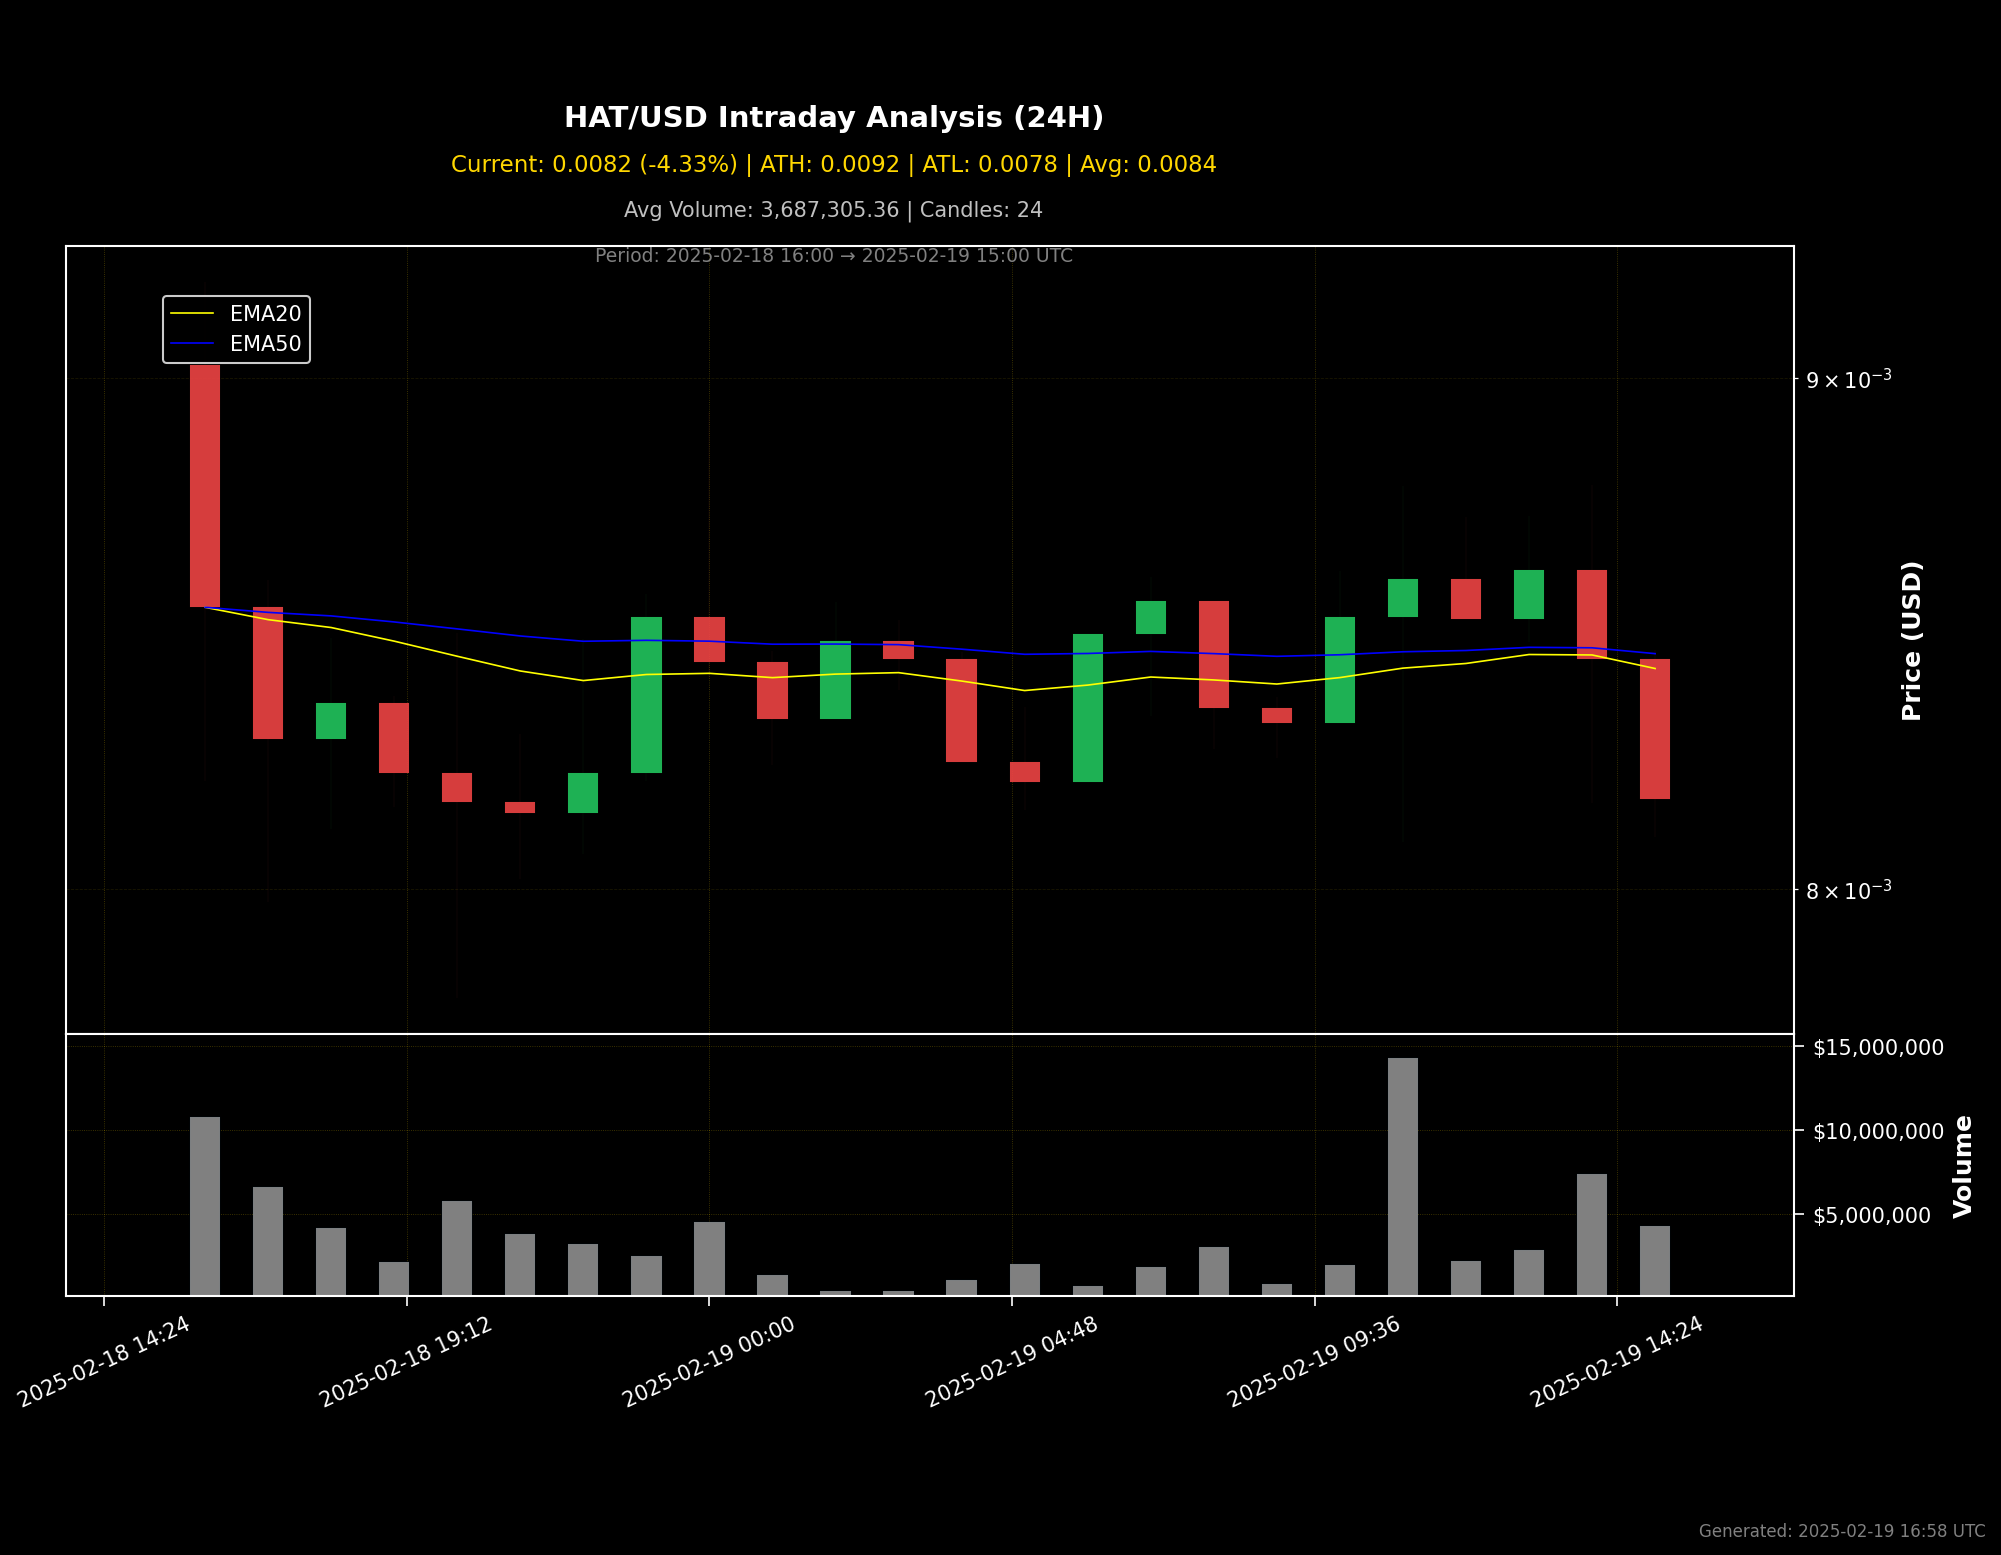 HAT/USD Intraday Analysis (24H)
Current: 0.0082 (-4.33%) | ATH: 0.0092 | ATL: 0.0078 | Avg: 0.0084
Avg Volume: 3,687,305.36 | Candles: 24
Period: 2025-02-18 16:00 → 2025-02-19 15:00 UTC
EMA20
EMA50
9 × 10⁻³
8 × 10⁻³
Price (USD)
$15,000,000
$10,000,000
$5,000,000
Volume
2025-02-18 14:24
2025-02-18 19:12
2025-02-19 00:00
2025-02-19 04:48
2025-02-19 09:36
2025-02-19 14:24
Generated: 2025-02-19 16:58 UTC